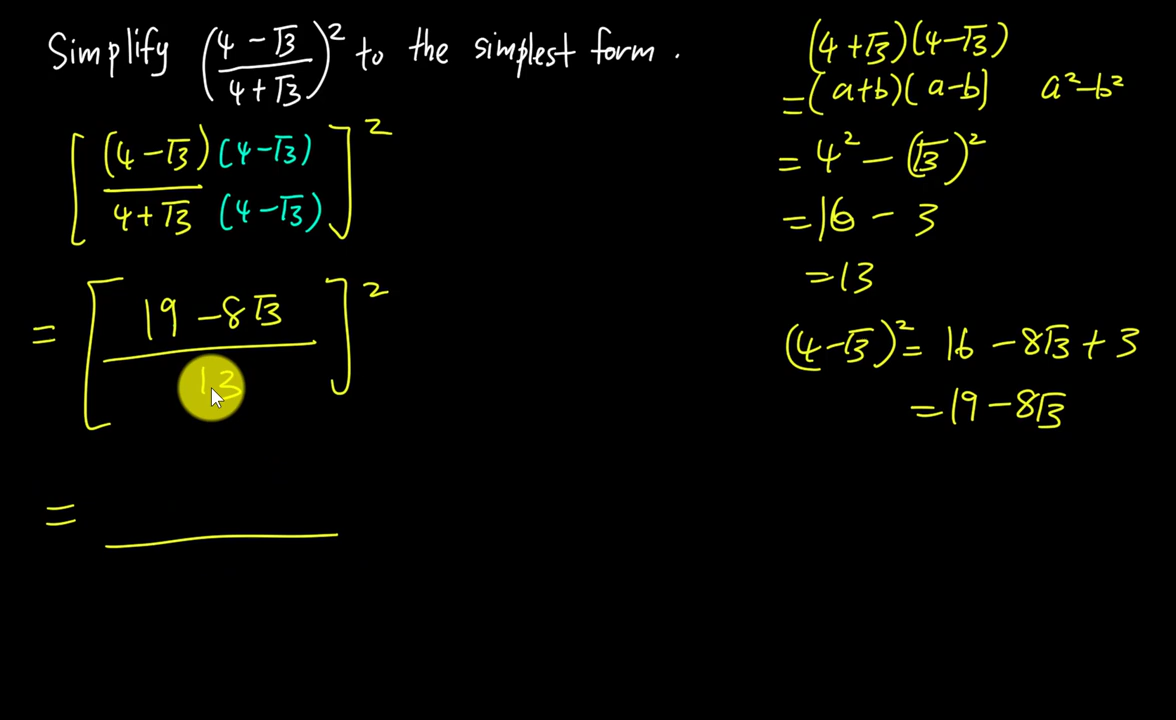 Simplify ((4 - √3)/(4 + √3))² to the simplest form.
[((4 - √3)(4 - √3))/(4 + √3 (4 - √3))]²
= [(19 - 8√3)/13]²
=
(4 + √3)(4 - √3)
= (a + b)(a - b] a² - b²
= 4² - (√3)²
= 16 - 3
= 13
(4 - √3)² = 16 - 8√3 + 3
= 19 - 8√3